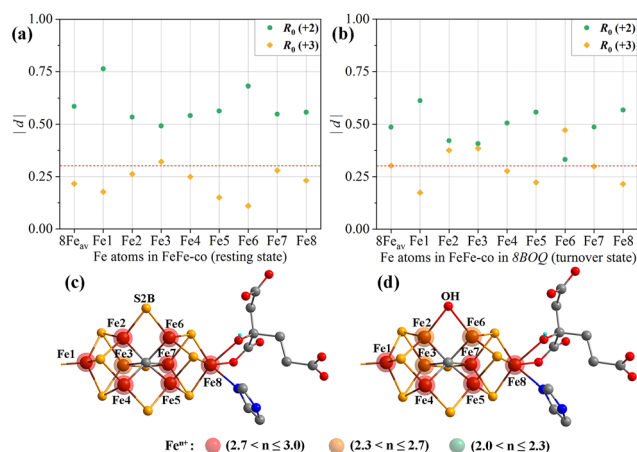 (a)
R₀ (+2)
R₀ (+3)
1.00
0.75
0.50
0.25
0.00
| d |
8Feav Fe1 Fe2 Fe3 Fe4 Fe5 Fe6 Fe7 Fe8
Fe atoms in FeFe-co (resting state)
(b)
R₀ (+2)
R₀ (+3)
1.00
0.75
0.50
0.25
0.00
| d |
8Feav Fe1 Fe2 Fe3 Fe4 Fe5 Fe6 Fe7 Fe8
Fe atoms in FeFe-co in 8BOQ (turnover state)
(c)
S2B
Fe2 Fe6
Fe1 Fe3 Fe7
Fe8
Fe4 Fe5
(d)
OH
Fe2 Fe6
Fe1 Fe3 Fe7
Fe8
Fe4 Fe5
Feⁿ⁺ : (2.7 < n ≤ 3.0) (2.3 < n ≤ 2.7) (2.0 < n ≤ 2.3)